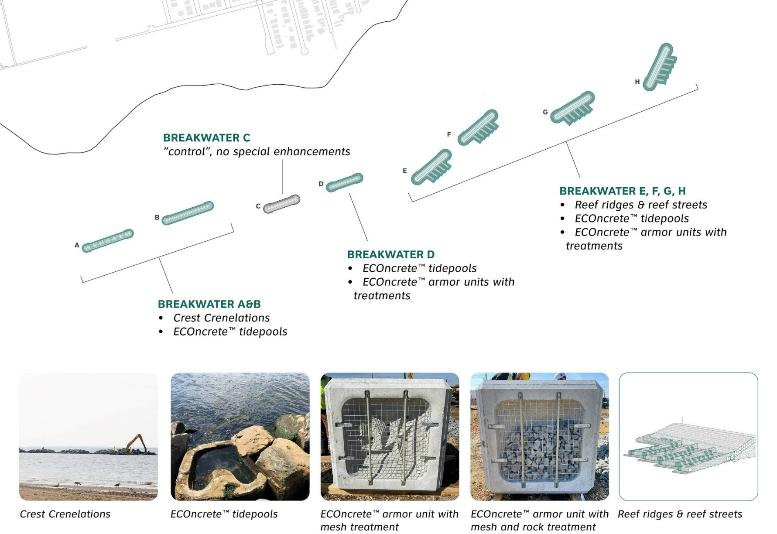 BREAKWATER C
"control", no special enhancements
H
G
F
E
D
C
B
A
BREAKWATER E, F, G, H
• Reef ridges & reef streets
• ECOncrete™ tidepools
• ECOncrete™ armor units with
treatments
BREAKWATER D
• ECOncrete™ tidepools
• ECOncrete™ armor units with
treatments
BREAKWATER A&B
• Crest Crenelations
• ECOncrete™ tidepools
Crest Crenelations
ECOncrete™ tidepools
ECOncrete™ armor unit with
mesh treatment
ECOncrete™ armor unit with
mesh and rock treatment
Reef ridges & reef streets